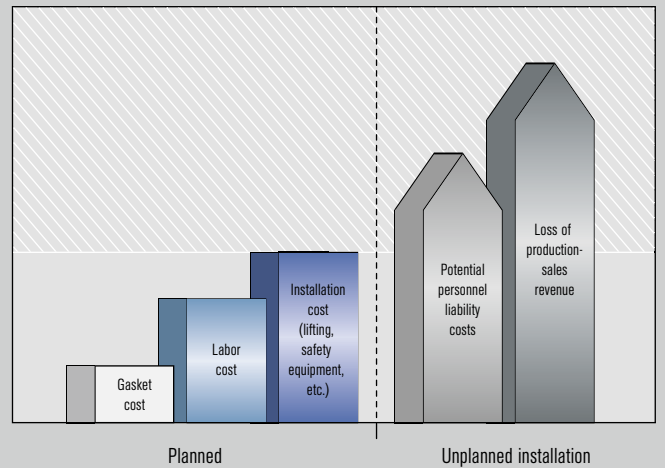 Gasket
cost
Labor
cost
Installation
cost
(lifting,
safety
equipment,
etc.)
Potential
personnel
liability
costs
Loss of
production-
sales
revenue
Planned
Unplanned installation